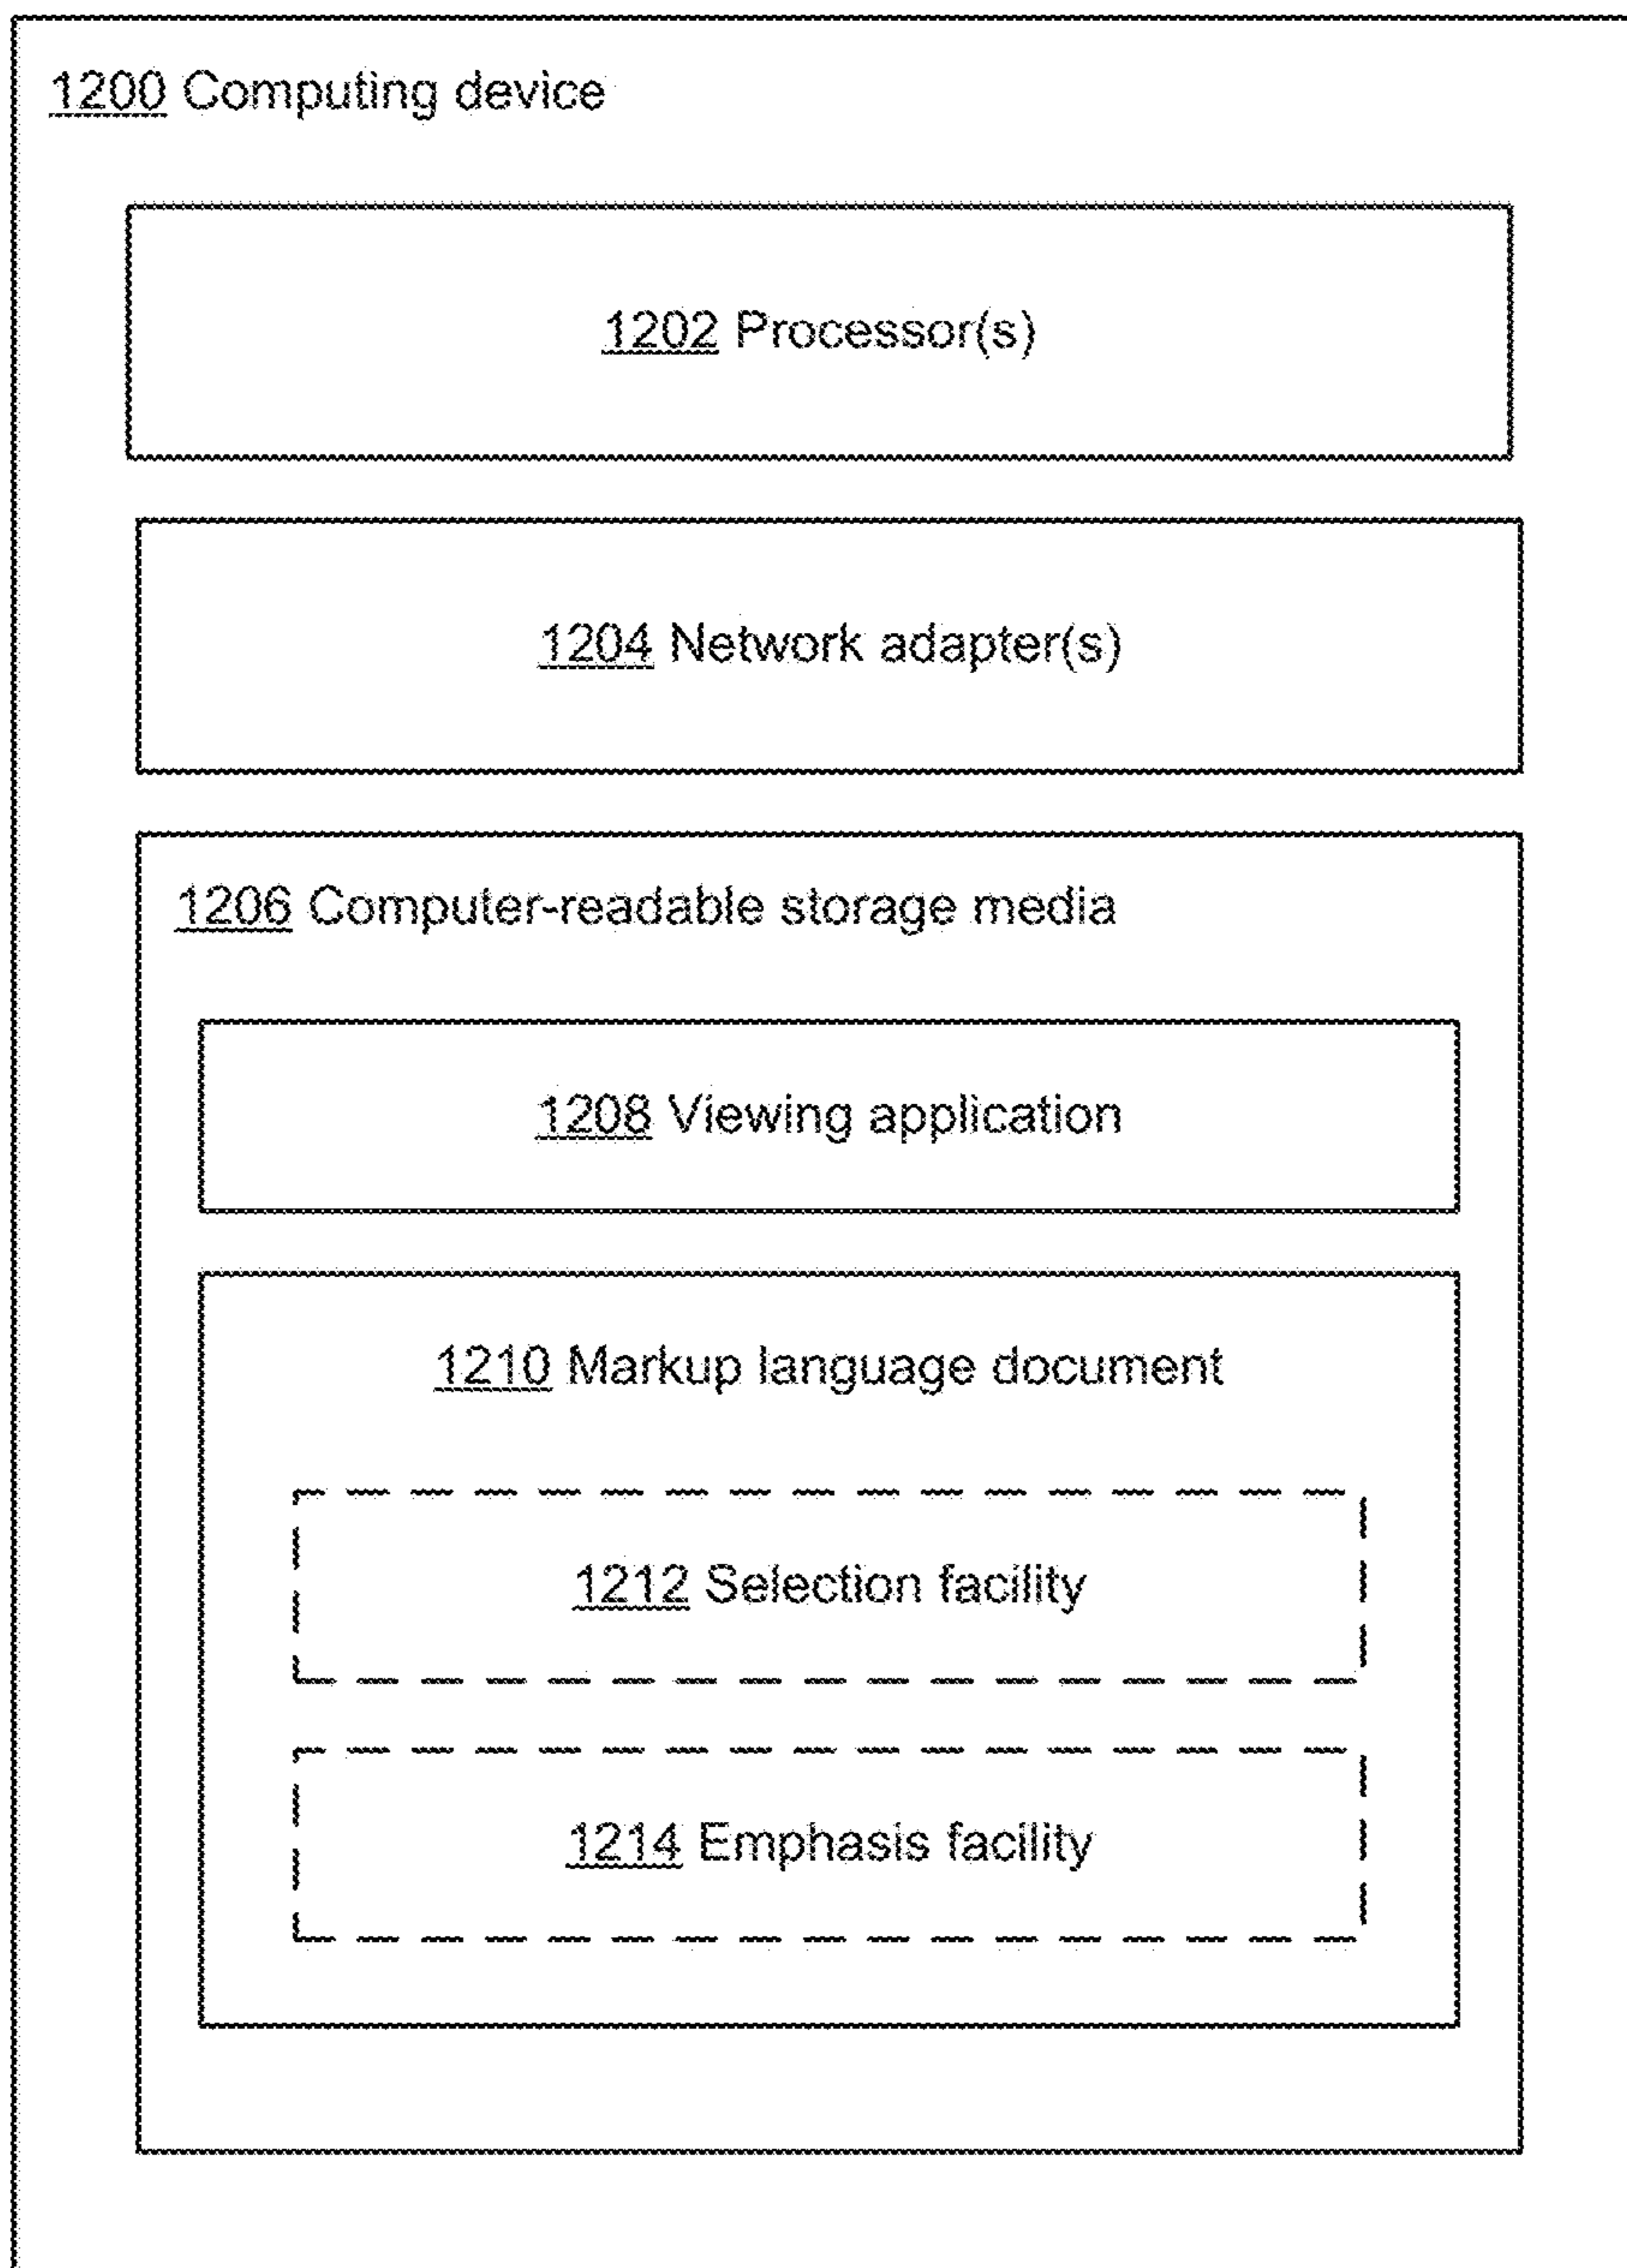 1200 Computing device
1202 Processor(s)
1204 Network adapter(s)
1206 Computer-readable storage media
1208 Viewing application
1210 Markup language document
1212 Selection facility
1214 Emphasis facility